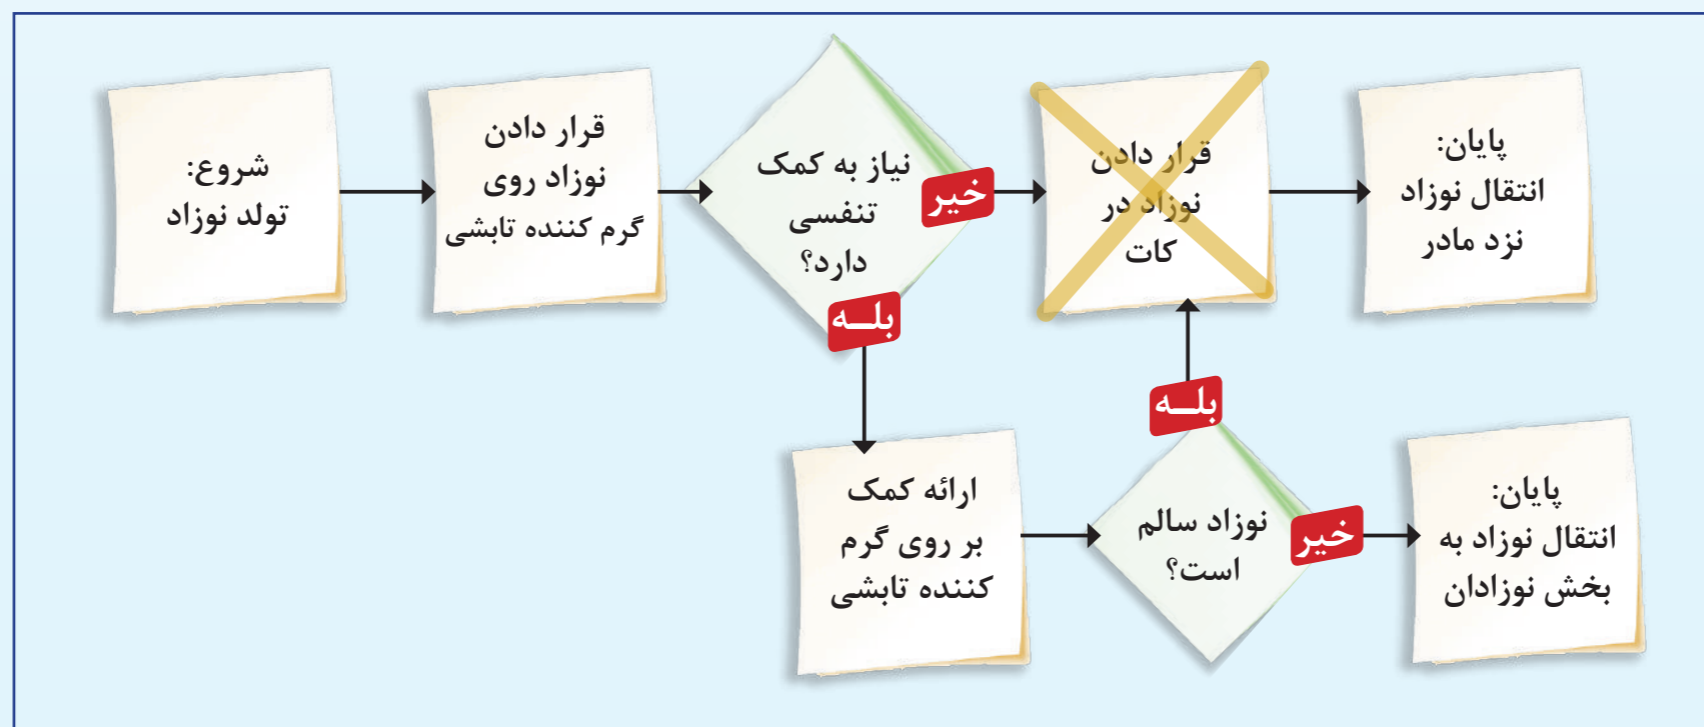 شروع:
تولد نوزاد
قرار دادن
نوزاد روی
گرم کننده تابشی
نیاز به کمک
تنفسی
دارد؟
خیر
بلــه
قرار دادن
نوزاد در
کات
پایان:
انتقال نوزاد
نزد مادر
ارائه کمک
بر روی گرم
کننده تابشی
نوزاد سالم
است؟
بلــه
خیر
پایان:
انتقال نوزاد به
بخش نوزادان